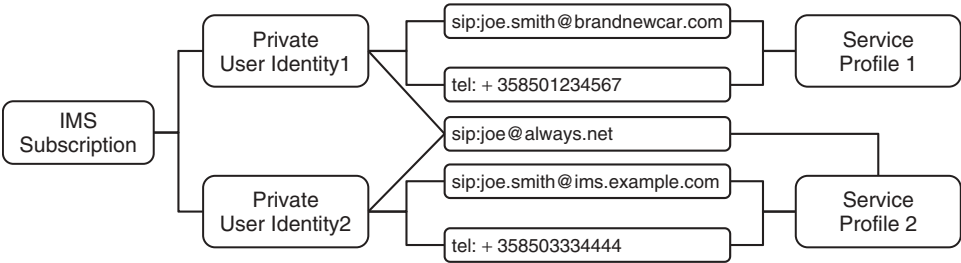 IMS
Subscription
Private
User Identity1
Private
User Identity2
sip:joe.smith@brandnewcar.com
tel: + 358501234567
sip:joe@always.net
sip:joe.smith@ims.example.com
tel: + 358503334444
Service
Profile 1
Service
Profile 2